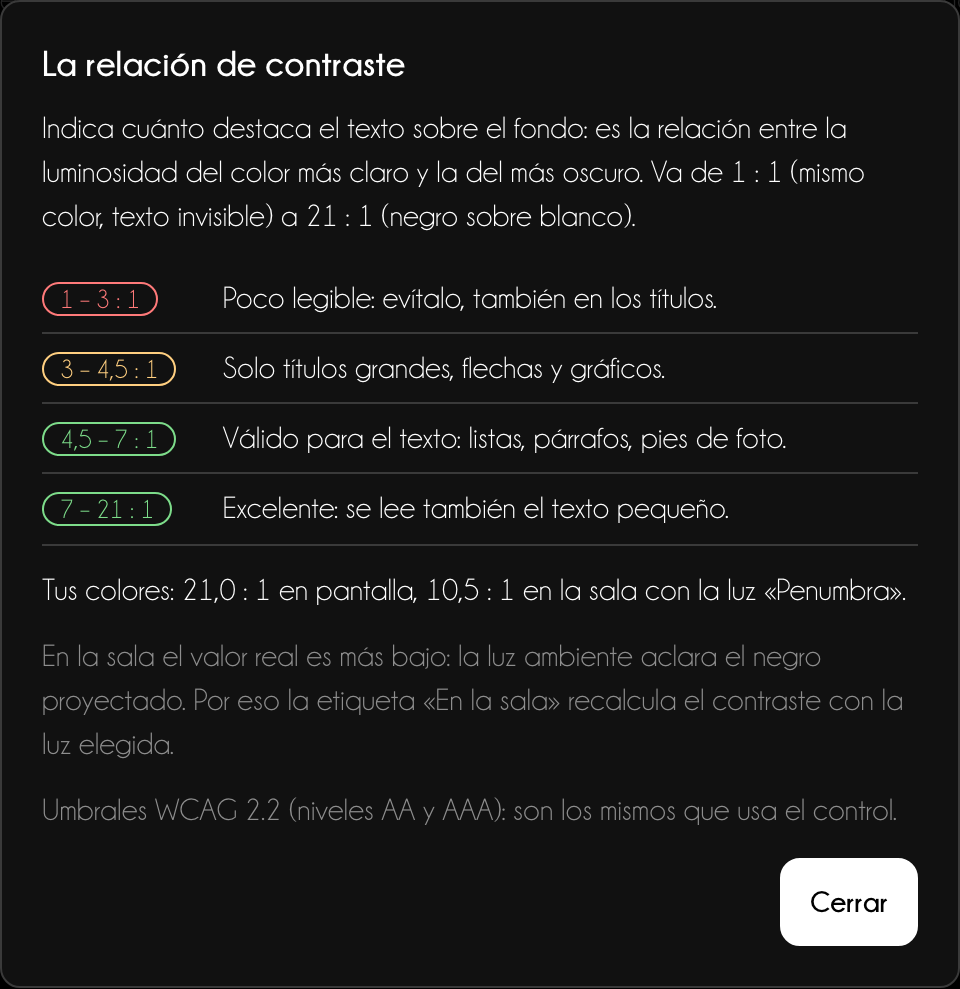 La relación de contraste
Indica cuánto destaca el texto sobre el fondo: es la relación entre la
luminosidad del color más claro y la del más oscuro. Va de 1 : 1 (mismo
color, texto invisible) a 21 : 1 (negro sobre blanco).
1 – 3 : 1 Poco legible: evítalo, también en los títulos.
3 – 4,5 : 1 Solo títulos grandes, flechas y gráficos.
4,5 – 7 : 1 Válido para el texto: listas, párrafos, pies de foto.
7 – 21 : 1 Excelente: se lee también el texto pequeño.
Tus colores: 21,0 : 1 en pantalla, 10,5 : 1 en la sala con la luz «Penumbra».
En la sala el valor real es más bajo: la luz ambiente aclara el negro
proyectado. Por eso la etiqueta «En la sala» recalcula el contraste con la
luz elegida.
Umbrales WCAG 2.2 (niveles AA y AAA): son los mismos que usa el control.
Cerrar